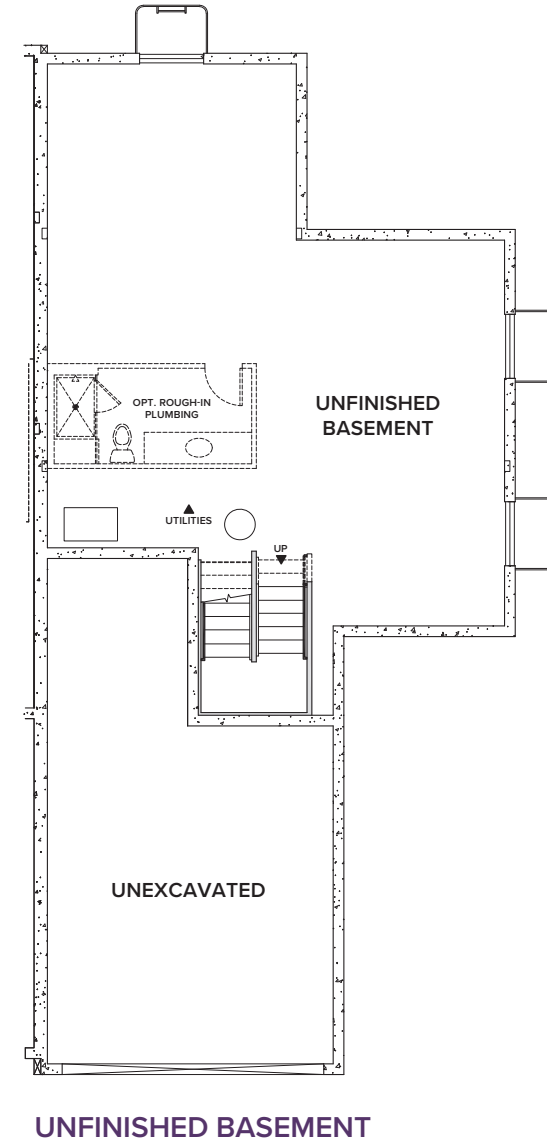 OPT. ROUGH-IN
PLUMBING
UNFINISHED
BASEMENT
UTILITIES
UP
UNEXCAVATED
UNFINISHED BASEMENT